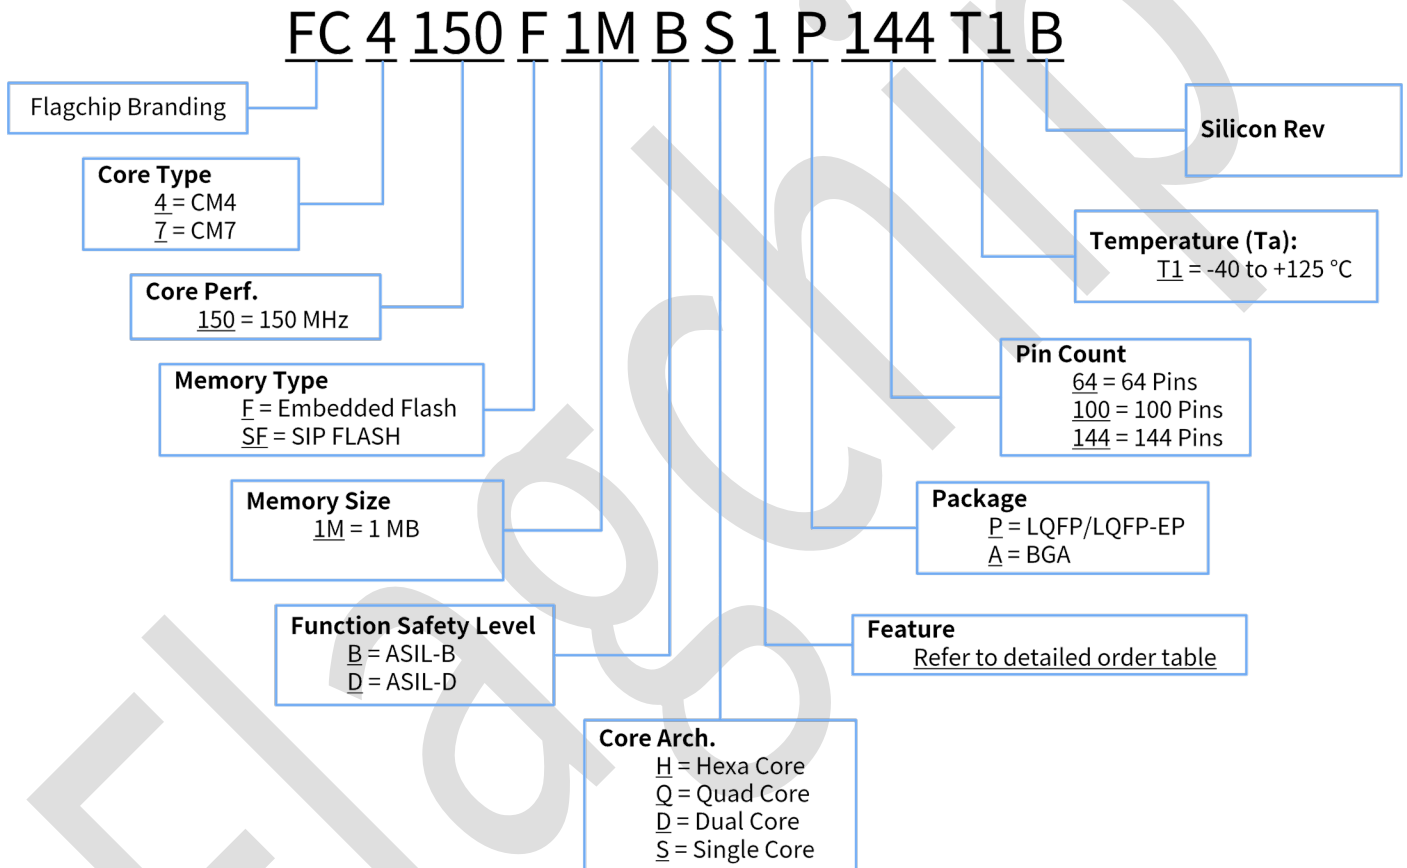 FC 4 150 F 1M B S 1 P 144 T1 B
Flagchip Branding
Core Type
4 = CM4
7 = CM7
Core Perf.
150 = 150 MHz
Memory Type
F = Embedded Flash
SF = SIP FLASH
Memory Size
1M = 1 MB
Function Safety Level
B = ASIL-B
D = ASIL-D
Core Arch.
H = Hexa Core
Q = Quad Core
D = Dual Core
S = Single Core
Feature
Refer to detailed order table
Package
P = LQFP/LQFP-EP
A = BGA
Pin Count
64 = 64 Pins
100 = 100 Pins
144 = 144 Pins
Temperature (Ta):
T1 = -40 to +125 °C
Silicon Rev
Flagchip